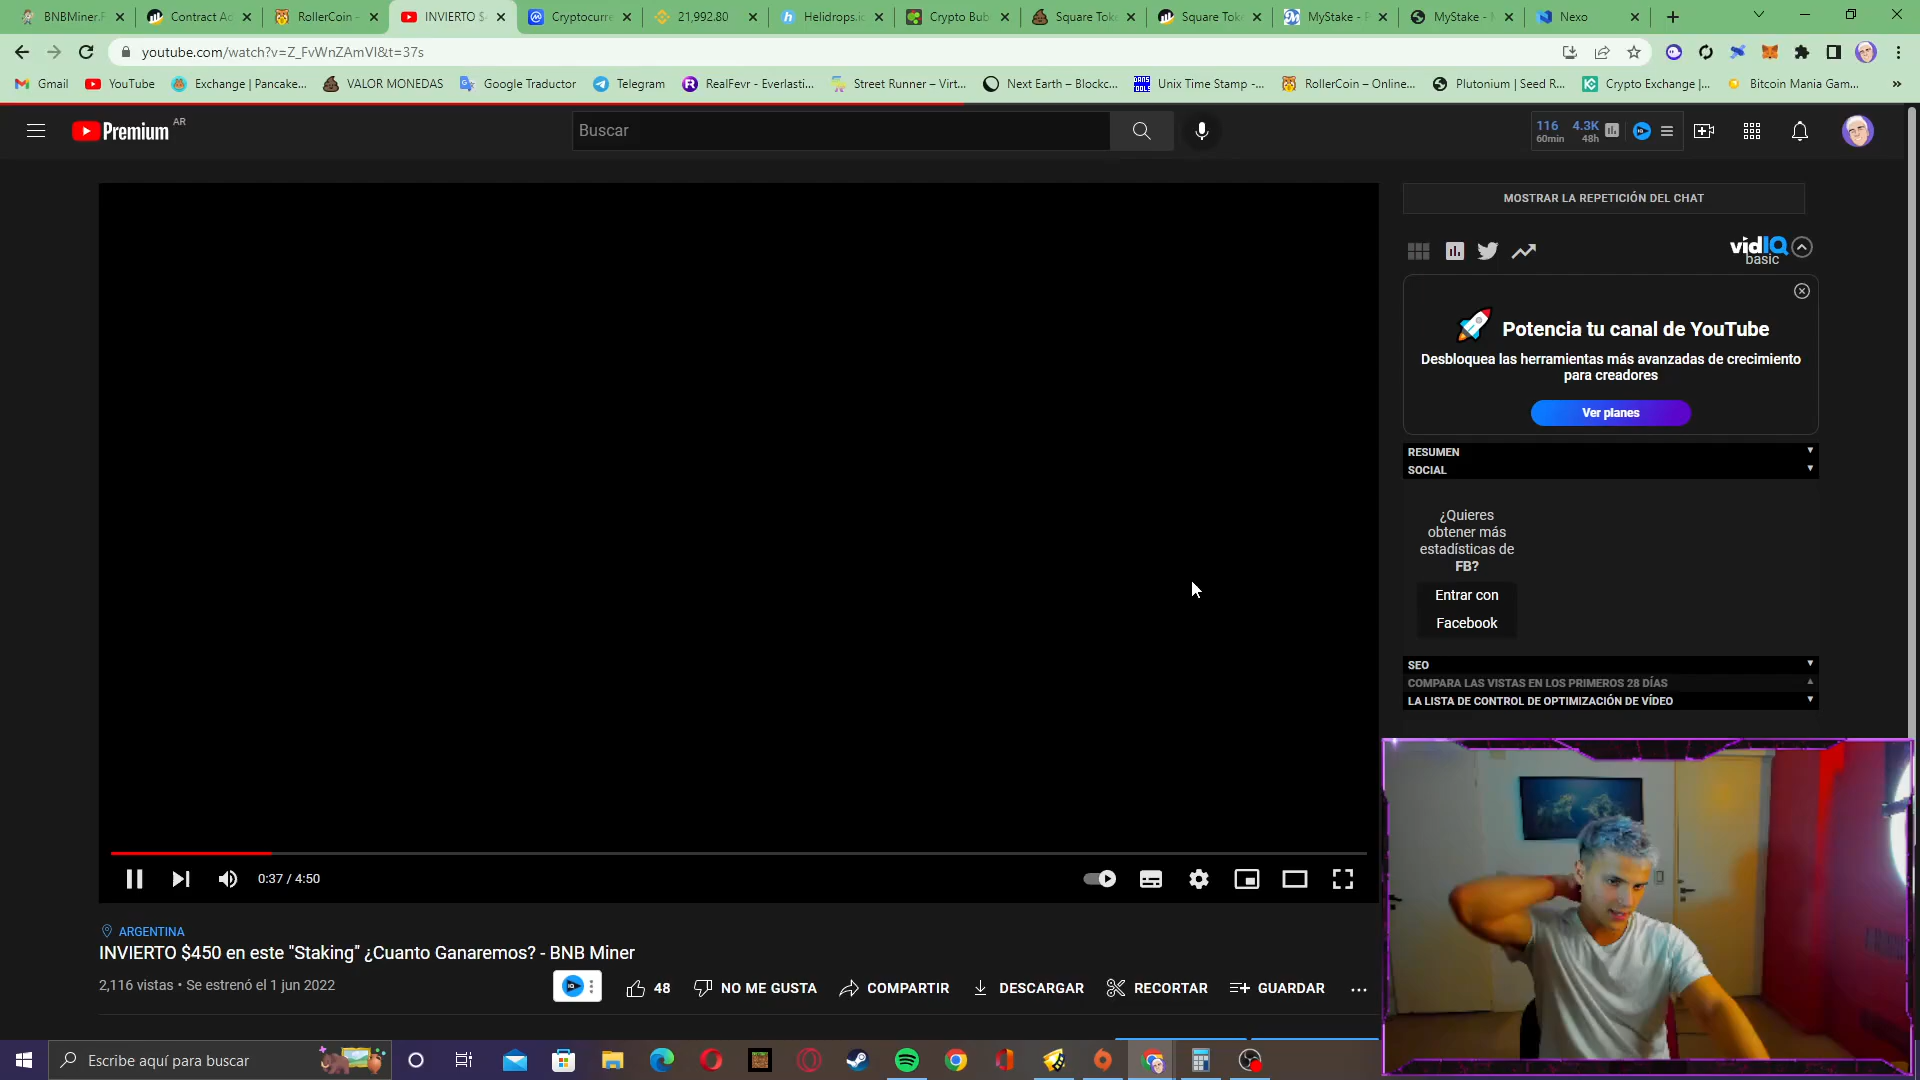 BNBMiner.F
Contract Ac
RollerCoin -
INVIERTO $
Cryptocurre
21,992.80
Helidrops.io
Crypto Bub
Square Toke
Square Toke
MyStake - P
MyStake - M
Nexo
youtube.com/watch?v=Z_FvWnZAmVI&t=37s
Gmail
YouTube
Exchange | Pancake...
VALOR MONEDAS
Google Traductor
Telegram
RealFevr - Everlasti...
Street Runner – Virt...
Next Earth – Blockc...
Unix Time Stamp -...
RollerCoin – Online...
Plutonium | Seed R...
Crypto Exchange |...
Bitcoin Mania Gam...
»
Premium AR
Buscar
116 60min
4.3K 48h
MOSTRAR LA REPETICIÓN DEL CHAT
vidIQ
basic
Potencia tu canal de YouTube
Desbloquea las herramientas más avanzadas de crecimiento
para creadores
Ver planes
RESUMEN
SOCIAL
¿Quieres
obtener más
estadísticas de
FB?
Entrar con
Facebook
SEO
COMPARA LAS VISTAS EN LOS PRIMEROS 28 DÍAS
LA LISTA DE CONTROL DE OPTIMIZACIÓN DE VÍDEO
0:37 / 4:50
ARGENTINA
INVIERTO $450 en este "Staking" ¿Cuanto Ganaremos? - BNB Miner
2,116 vistas • Se estrenó el 1 jun 2022
48
NO ME GUSTA
COMPARTIR
DESCARGAR
RECORTAR
GUARDAR
Escribe aquí para buscar